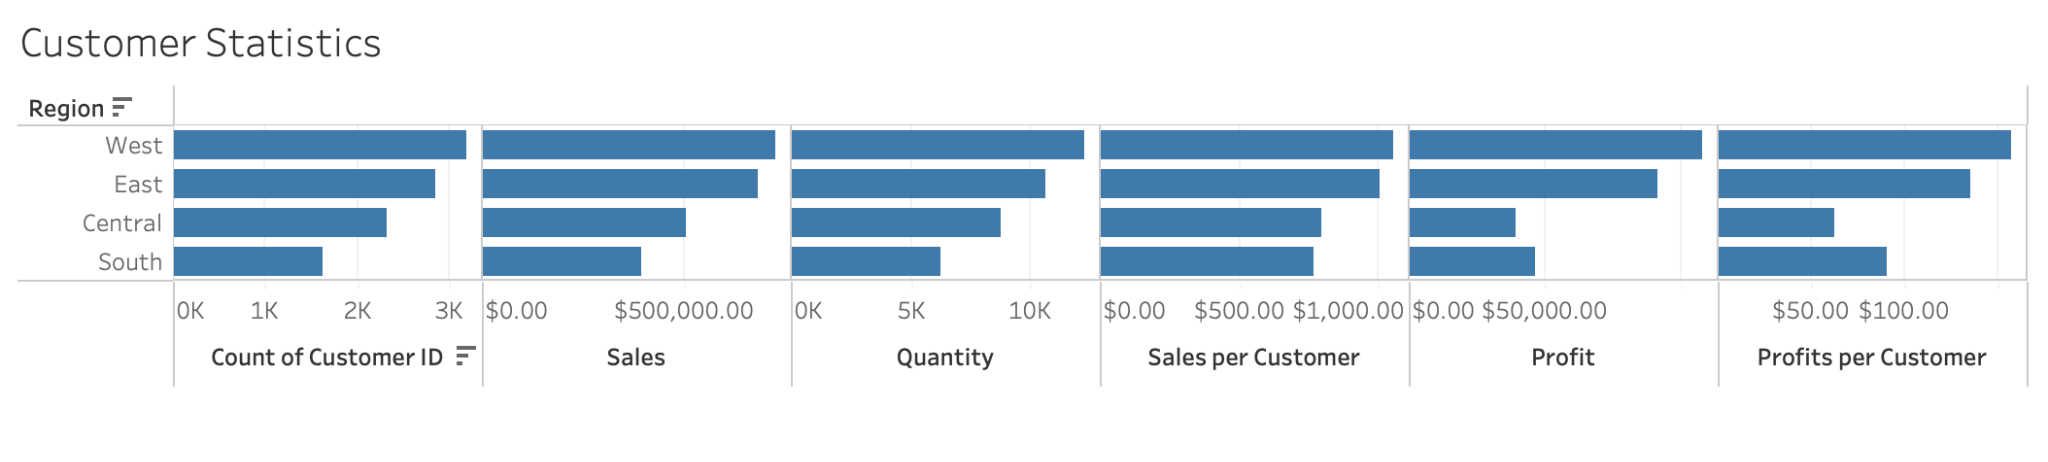 Customer Statistics
Region
West
East
Central
South
0K 1K 2K 3K $0.00 $500,000.00 0K 5K 10K $0.00 $500.00 $1,000.00 $0.00 $50,000.00 $50.00 $100.00
Count of Customer ID Sales Quantity Sales per Customer Profit Profits per Customer